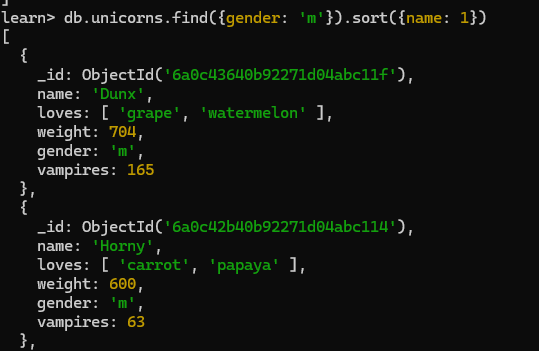 learn> db.unicorns.find({gender: 'm'}).sort({name: 1})
[
  {
    _id: ObjectId('6a0c43640b92271d04abc11f'),
    name: 'Dunx',
    loves: [ 'grape', 'watermelon' ],
    weight: 704,
    gender: 'm',
    vampires: 165
  },
  {
    _id: ObjectId('6a0c42b40b92271d04abc114'),
    name: 'Horny',
    loves: [ 'carrot', 'papaya' ],
    weight: 600,
    gender: 'm',
    vampires: 63
  },